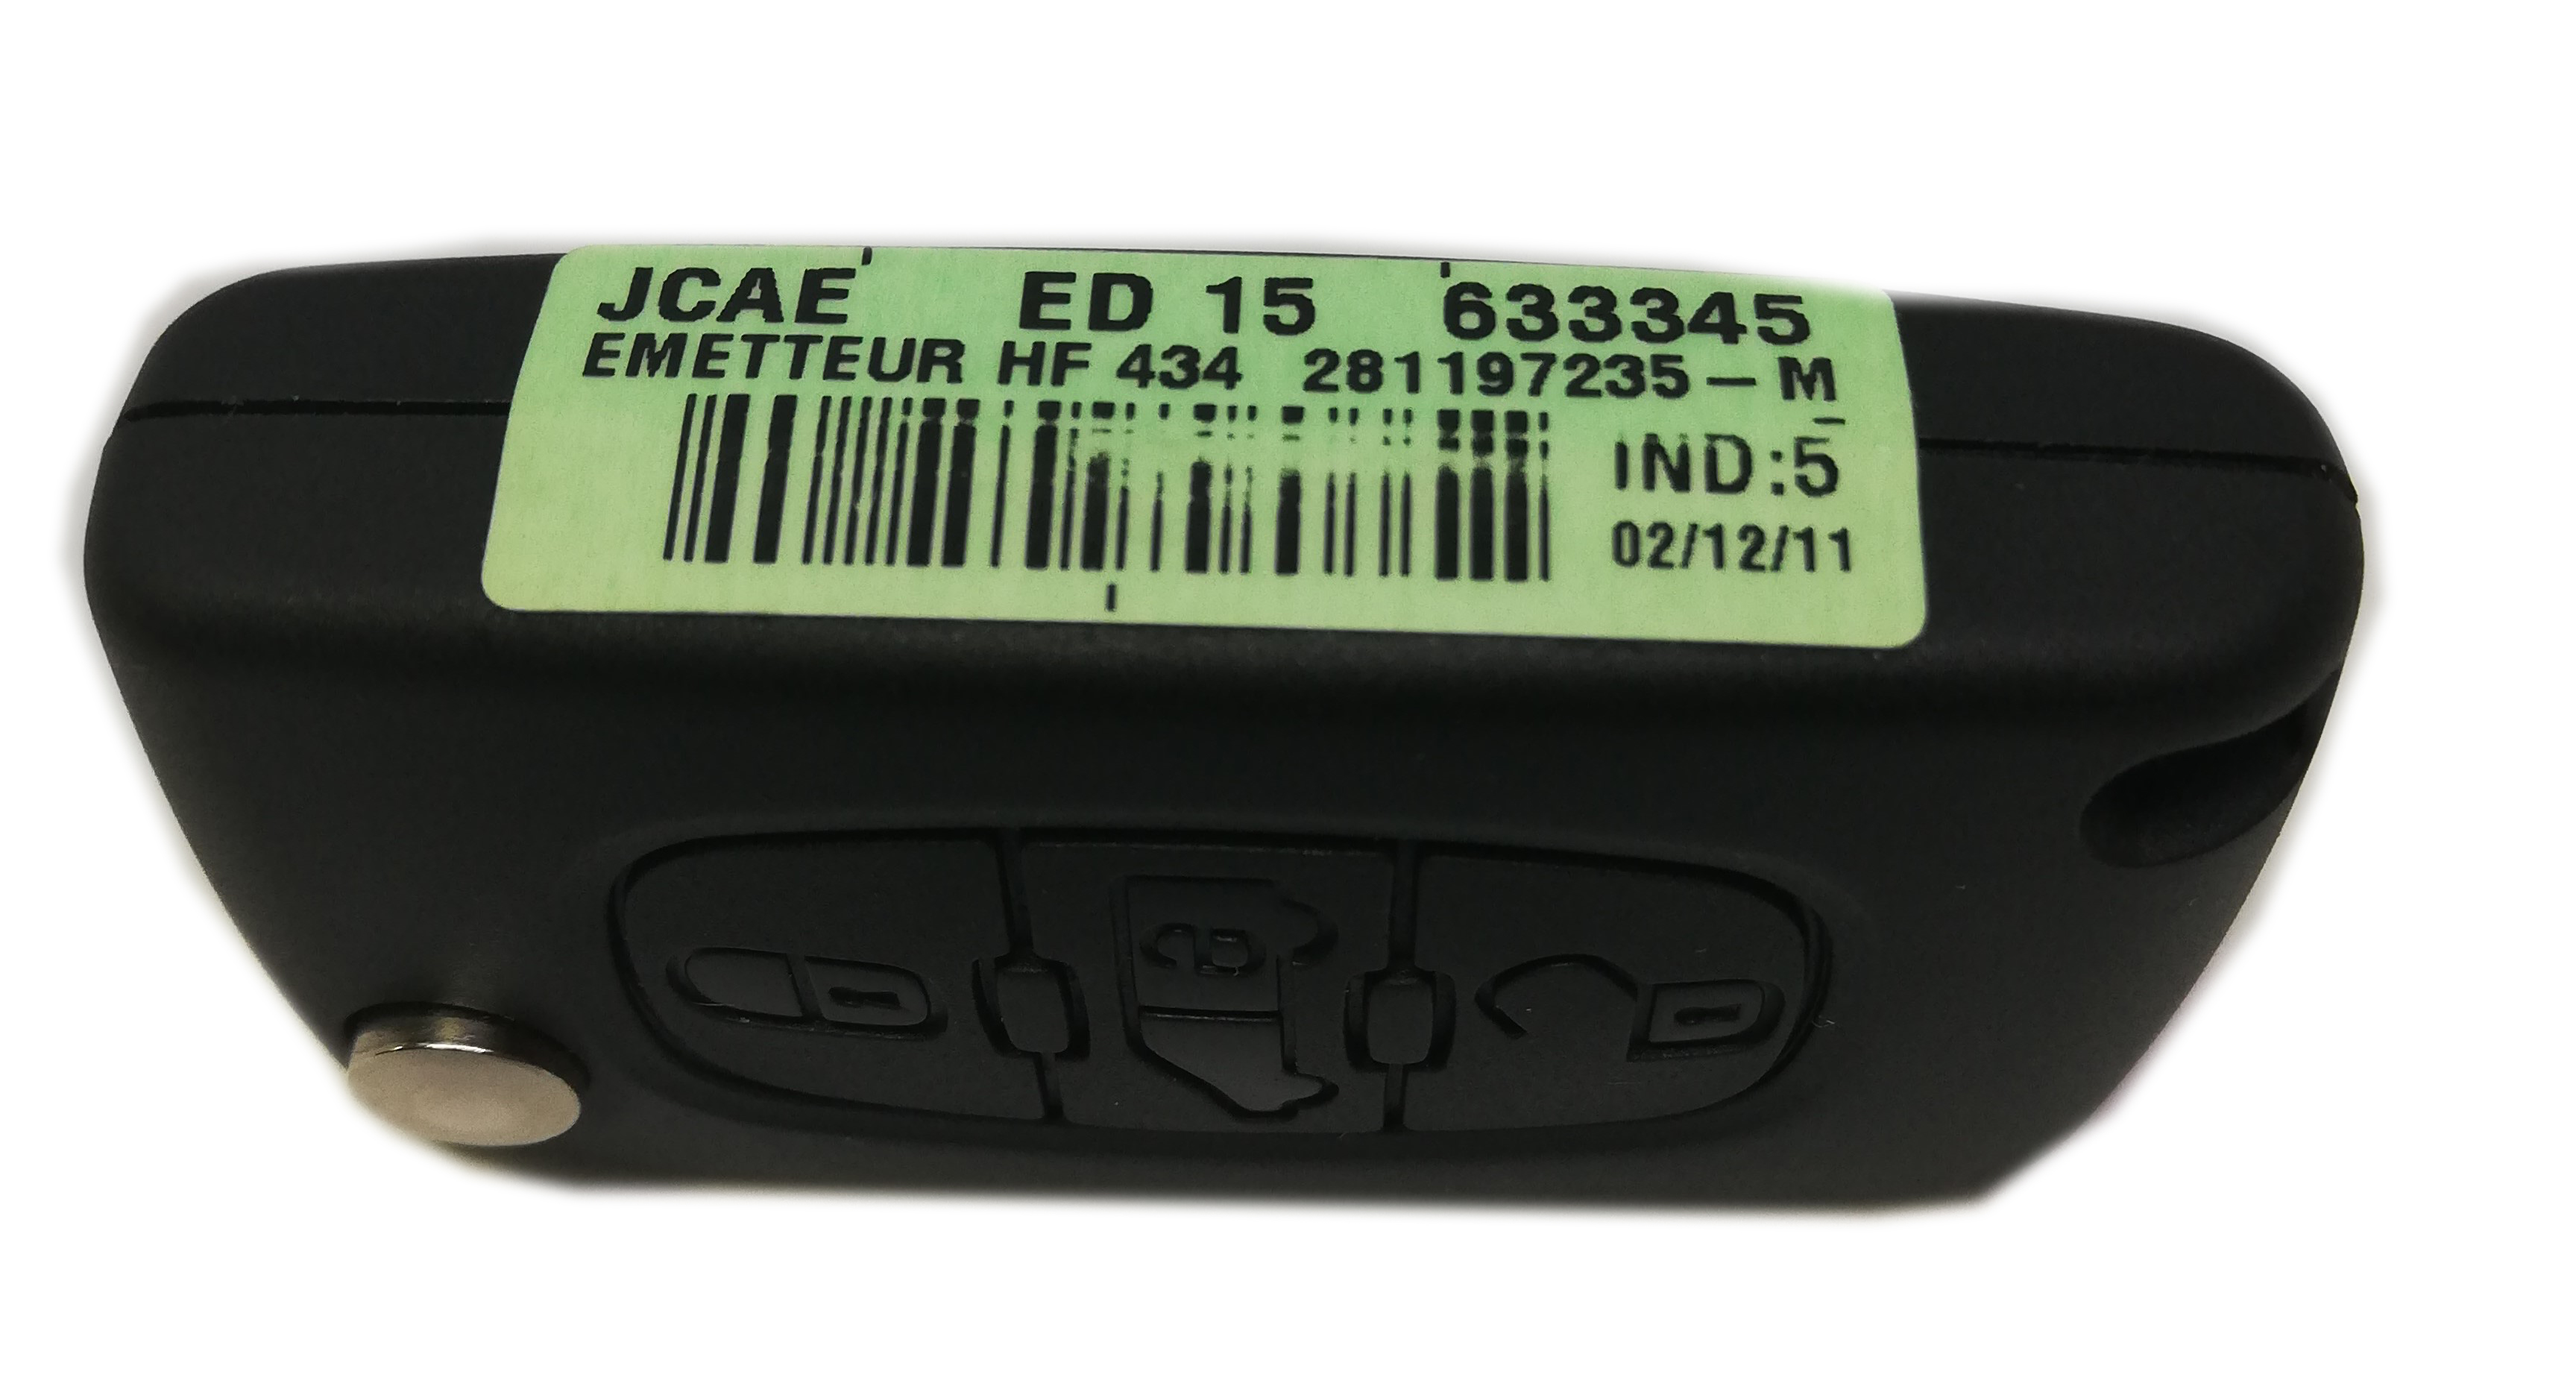 JCAE ED 15 633345
EMETTEUR HF 434 281197235-M
IND:5
02/12/11